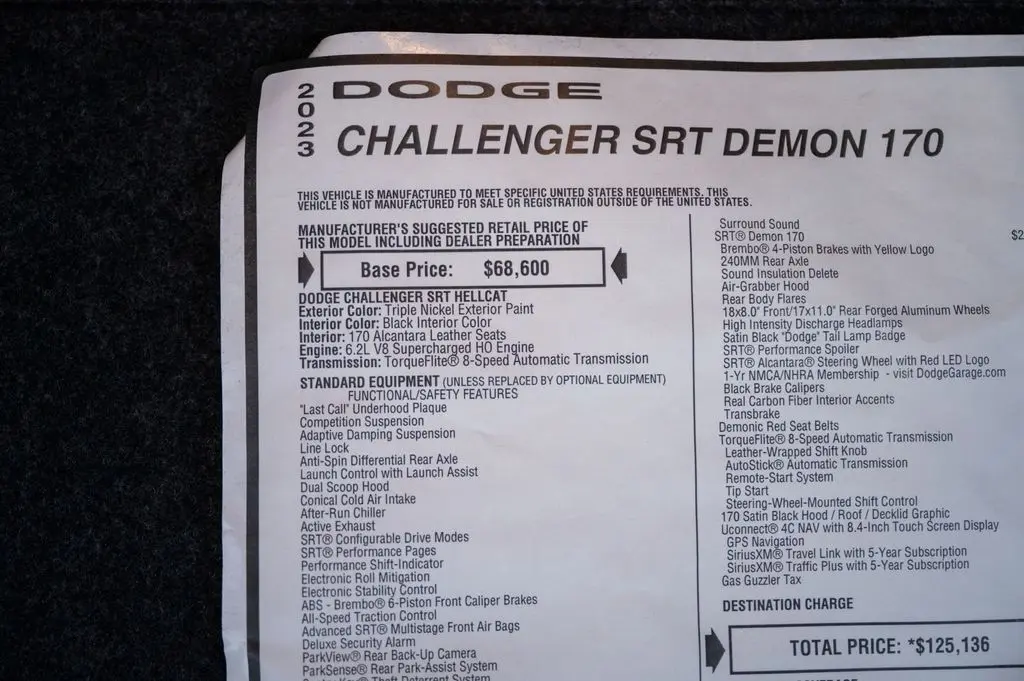 2023
DODGE
CHALLENGER SRT DEMON 170
THIS VEHICLE IS MANUFACTURED TO MEET SPECIFIC UNITED STATES REQUIREMENTS. THIS
VEHICLE IS NOT MANUFACTURED FOR SALE OR REGISTRATION OUTSIDE OF THE UNITED STATES.
MANUFACTURER'S SUGGESTED RETAIL PRICE OF
THIS MODEL INCLUDING DEALER PREPARATION
Base Price: $68,600
DODGE CHALLENGER SRT HELLCAT
Exterior Color: Triple Nickel Exterior Paint
Interior Color: Black Interior Color
Interior: 170 Alcantara Leather Seats
Engine: 6.2L V8 Supercharged HO Engine
Transmission: TorqueFlite® 8-Speed Automatic Transmission
STANDARD EQUIPMENT (UNLESS REPLACED BY OPTIONAL EQUIPMENT)
FUNCTIONAL/SAFETY FEATURES
"Last Call" Underhood Plaque
Competition Suspension
Adaptive Damping Suspension
Line Lock
Anti-Spin Differential Rear Axle
Launch Control with Launch Assist
Dual Scoop Hood
Conical Cold Air Intake
After-Run Chiller
Active Exhaust
SRT® Configurable Drive Modes
SRT® Performance Pages
Performance Shift-Indicator
Electronic Roll Mitigation
Electronic Stability Control
ABS - Brembo® 6-Piston Front Caliper Brakes
All-Speed Traction Control
Advanced SRT® Multistage Front Air Bags
Deluxe Security Alarm
ParkView® Rear Back-Up Camera
ParkSense® Rear Park-Assist System
Surround Sound
SRT® Demon 170 $2
Brembo® 4-Piston Brakes with Yellow Logo
240MM Rear Axle
Sound Insulation Delete
Air-Grabber Hood
Rear Body Flares
18x8.0" Front/17x11.0" Rear Forged Aluminum Wheels
High Intensity Discharge Headlamps
Satin Black "Dodge" Tail Lamp Badge
SRT® Performance Spoiler
SRT® Alcantara® Steering Wheel with Red LED Logo
1-Yr NMCA/NHRA Membership - visit DodgeGarage.com
Black Brake Calipers
Real Carbon Fiber Interior Accents
Transbrake
Demonic Red Seat Belts
TorqueFlite® 8-Speed Automatic Transmission
Leather-Wrapped Shift Knob
AutoStick® Automatic Transmission
Remote-Start System
Tip Start
Steering-Wheel-Mounted Shift Control
170 Satin Black Hood / Roof / Decklid Graphic
Uconnect® 4C NAV with 8.4-Inch Touch Screen Display
GPS Navigation
SiriusXM® Travel Link with 5-Year Subscription
SiriusXM® Traffic Plus with 5-Year Subscription
Gas Guzzler Tax
DESTINATION CHARGE
TOTAL PRICE: *$125,136